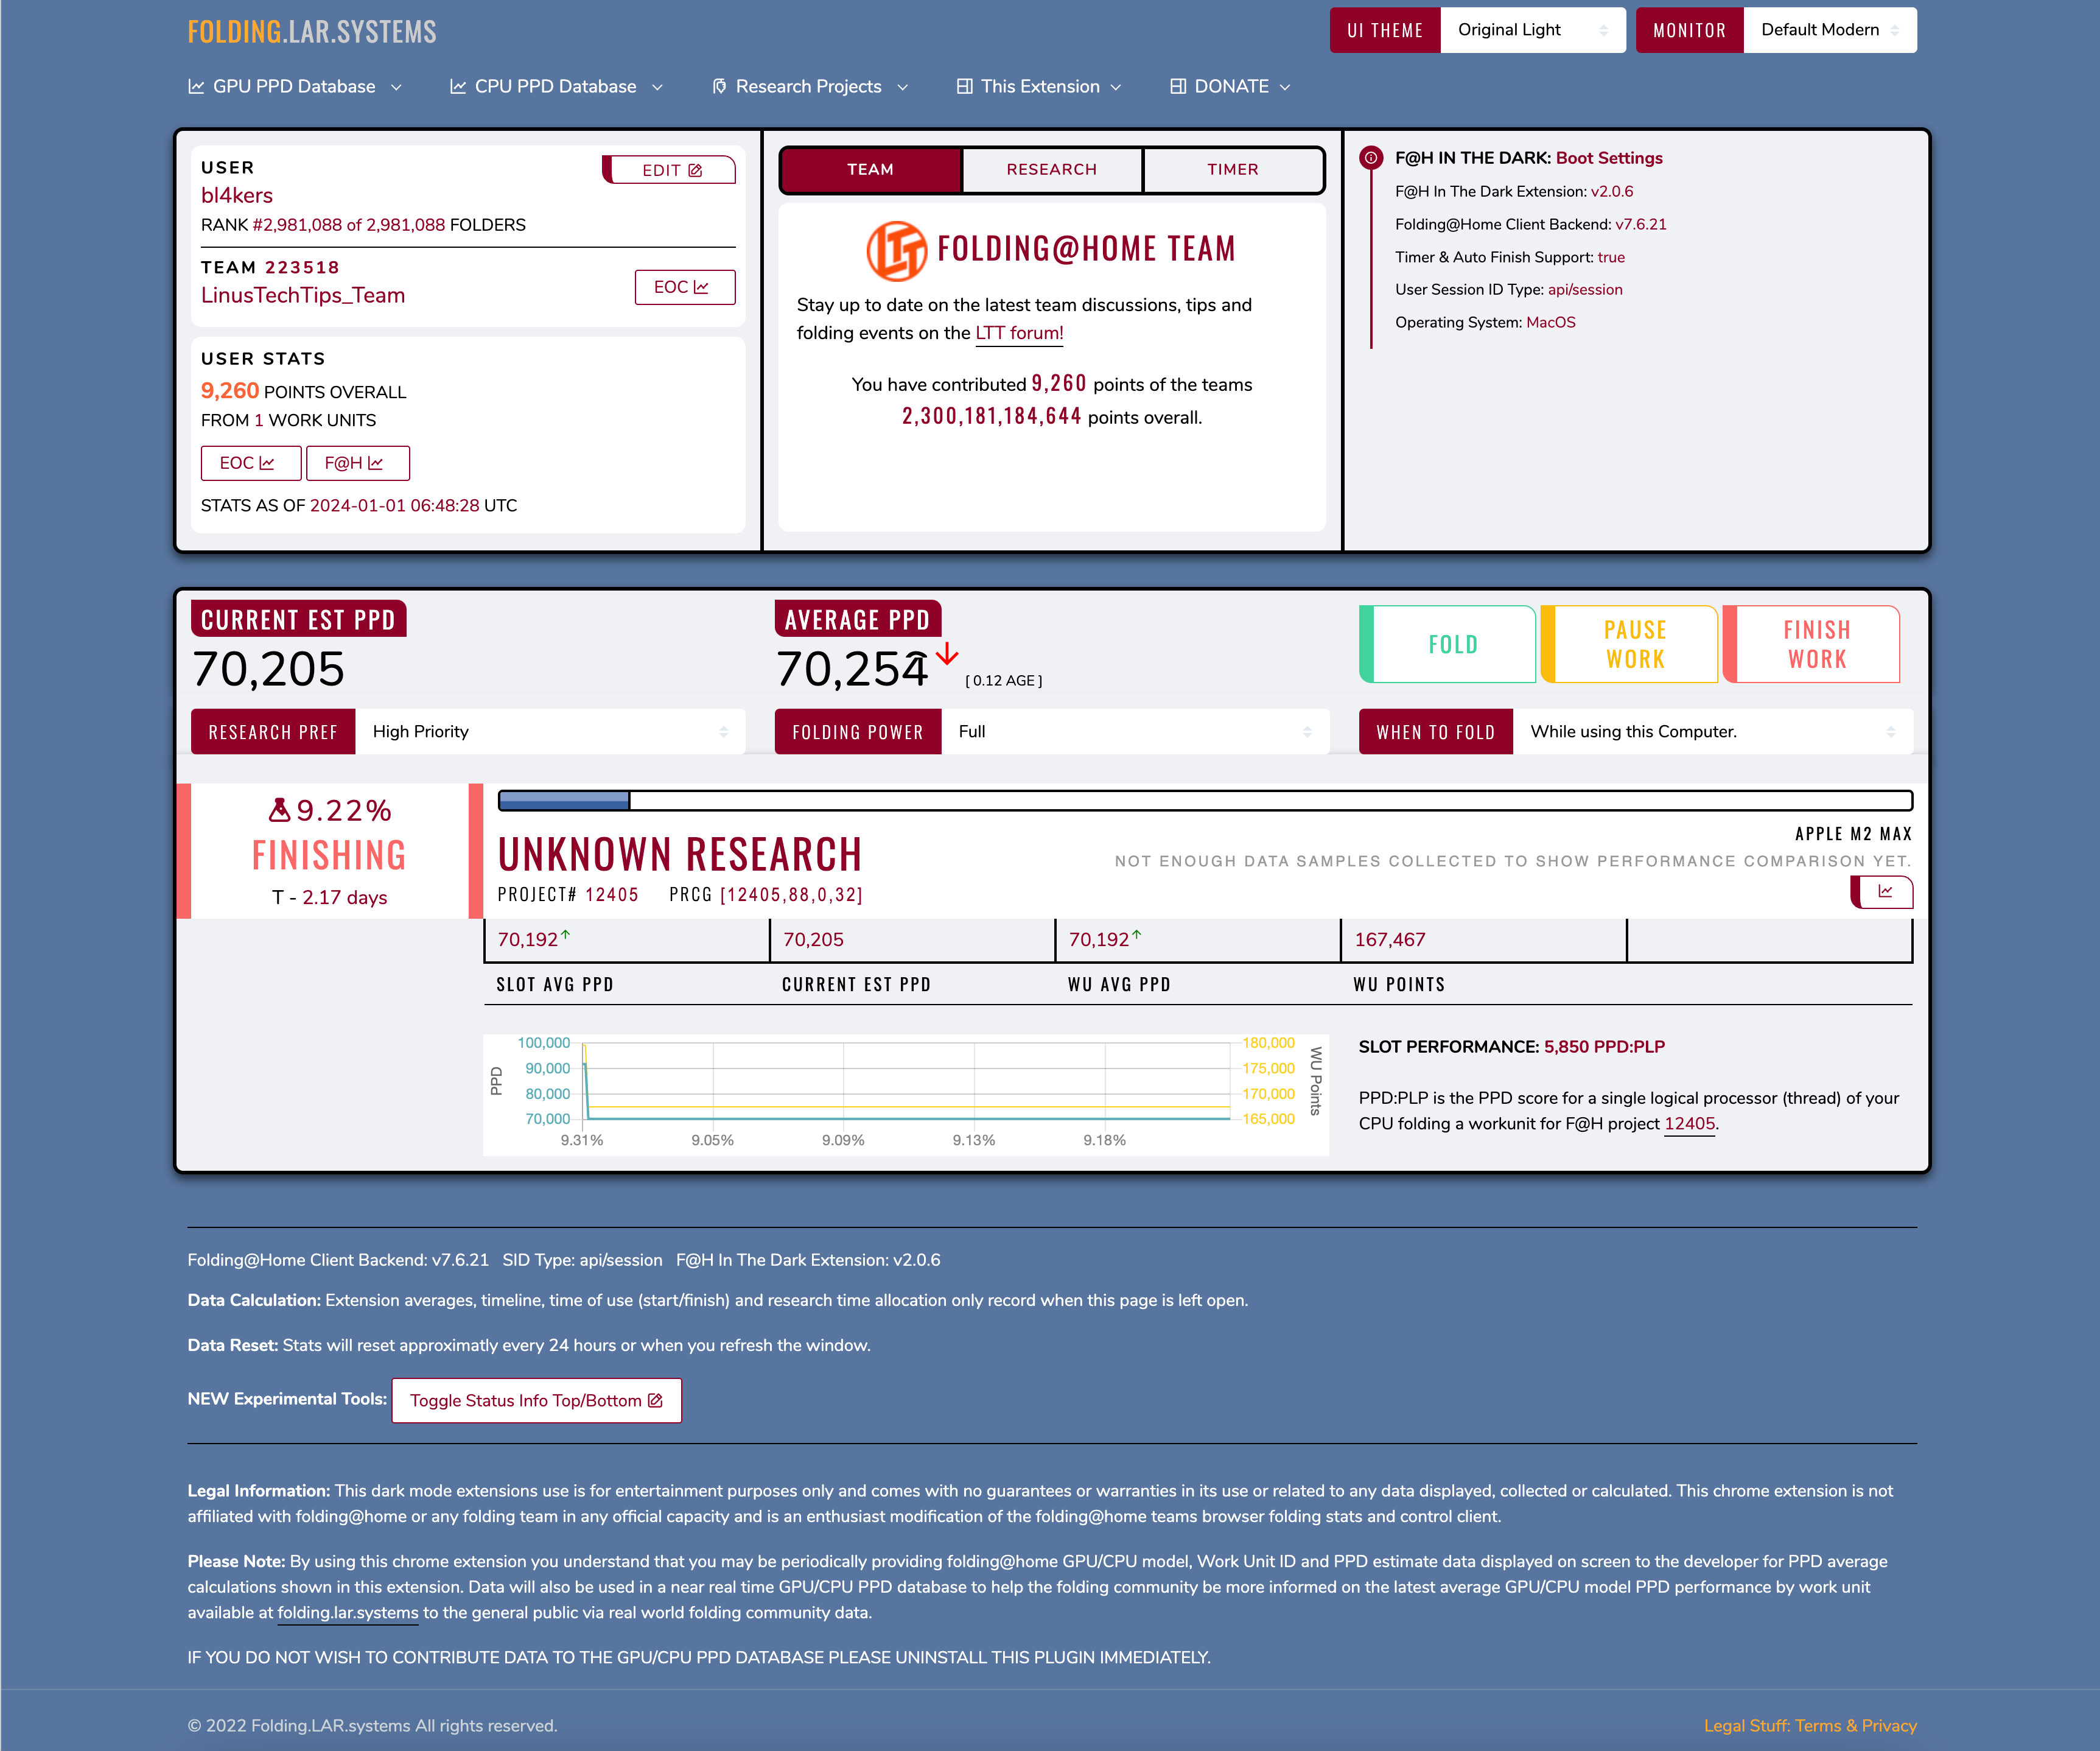 FOLDING.LAR.SYSTEMS
UI THEME Original Light
MONITOR Default Modern
GPU PPD Database
CPU PPD Database
Research Projects
This Extension
DONATE
USER
EDIT
bl4kers
RANK #2,981,088 of 2,981,088 FOLDERS
TEAM 223518
LinusTechTips_Team
EOC
USER STATS
9,260 POINTS OVERALL
FROM 1 WORK UNITS
EOC
F@H
STATS AS OF 2024-01-01 06:48:28 UTC
TEAM
RESEARCH
TIMER
LTT FOLDING@HOME TEAM
Stay up to date on the latest team discussions, tips and
folding events on the LTT forum!
You have contributed 9,260 points of the teams
2,300,181,184,644 points overall.
F@H IN THE DARK: Boot Settings
F@H In The Dark Extension: v2.0.6
Folding@Home Client Backend: v7.6.21
Timer & Auto Finish Support: true
User Session ID Type: api/session
Operating System: MacOS
CURRENT EST PPD
70,205
AVERAGE PPD
[ 0.12 AGE ]
FOLD
PAUSE
WORK
FINISH
WORK
RESEARCH PREF High Priority
FOLDING POWER Full
WHEN TO FOLD While using this Computer.
9.22%
FINISHING
T - 2.17 days
UNKNOWN RESEARCH
PROJECT# 12405 PRCG [12405,88,0,32]
APPLE M2 MAX
NOT ENOUGH DATA SAMPLES COLLECTED TO SHOW PERFORMANCE COMPARISON YET.
70,192 70,205 70,192 167,467
SLOT AVG PPD CURRENT EST PPD WU AVG PPD WU POINTS
PPD
100,000
90,000
80,000
70,000
180,000
175,000
170,000
165,000
WU Points
9.31% 9.05% 9.09% 9.13% 9.18%
SLOT PERFORMANCE: 5,850 PPD:PLP
PPD:PLP is the PPD score for a single logical processor (thread) of your
CPU folding a workunit for F@H project 12405.
Folding@Home Client Backend: v7.6.21 SID Type: api/session F@H In The Dark Extension: v2.0.6
Data Calculation: Extension averages, timeline, time of use (start/finish) and research time allocation only record when this page is left open.
Data Reset: Stats will reset approximatly every 24 hours or when you refresh the window.
NEW Experimental Tools: Toggle Status Info Top/Bottom
Legal Information: This dark mode extensions use is for entertainment purposes only and comes with no guarantees or warranties in its use or related to any data displayed, collected or calculated. This chrome extension is not
affiliated with folding@home or any folding team in any official capacity and is an enthusiast modification of the folding@home teams browser folding stats and control client.
Please Note: By using this chrome extension you understand that you may be periodically providing folding@home GPU/CPU model, Work Unit ID and PPD estimate data displayed on screen to the developer for PPD average
calculations shown in this extension. Data will also be used in a near real time GPU/CPU PPD database to help the folding community be more informed on the latest average GPU/CPU model PPD performance by work unit
available at folding.lar.systems to the general public via real world folding community data.
IF YOU DO NOT WISH TO CONTRIBUTE DATA TO THE GPU/CPU PPD DATABASE PLEASE UNINSTALL THIS PLUGIN IMMEDIATELY.
© 2022 Folding.LAR.systems All rights reserved.
Legal Stuff: Terms & Privacy